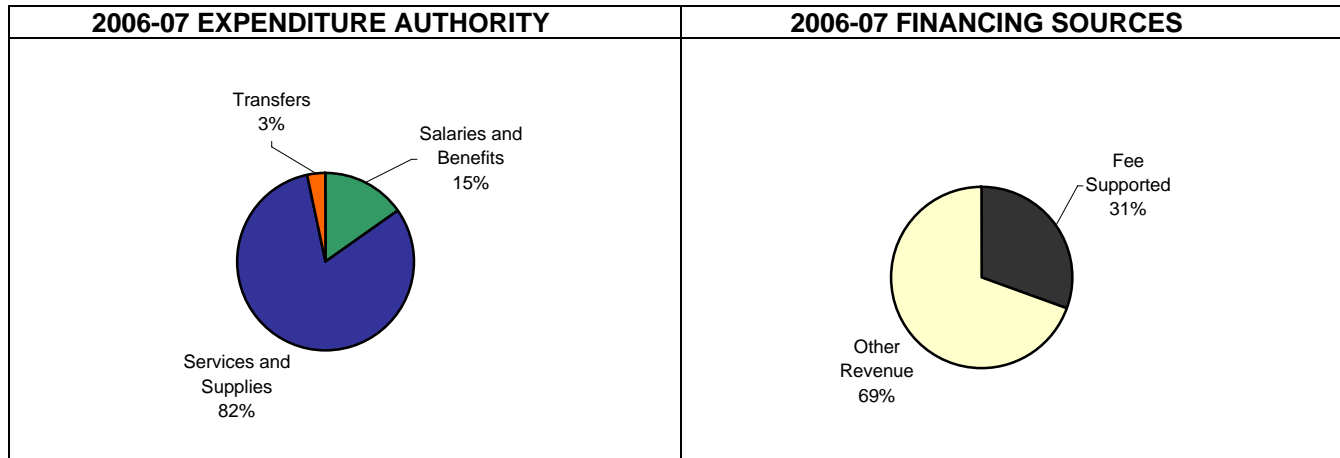 2006-07 EXPENDITURE AUTHORITY
Transfers
3%
Salaries and
Benefits
15%
Services and
Supplies
82%
2006-07 FINANCING SOURCES
Fee
Supported
31%
Other
Revenue
69%